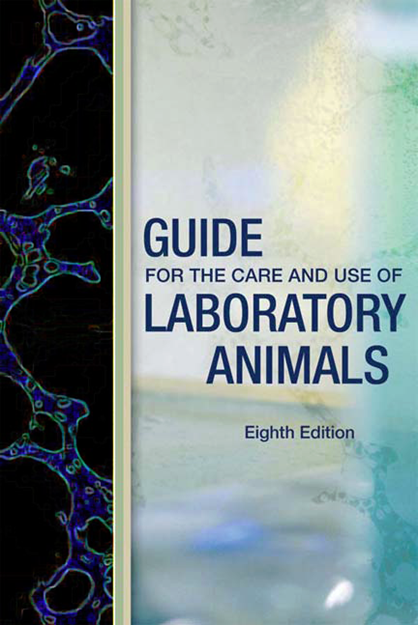 GUIDE
FOR THE CARE AND USE OF
LABORATORY
ANIMALS
Eighth Edition